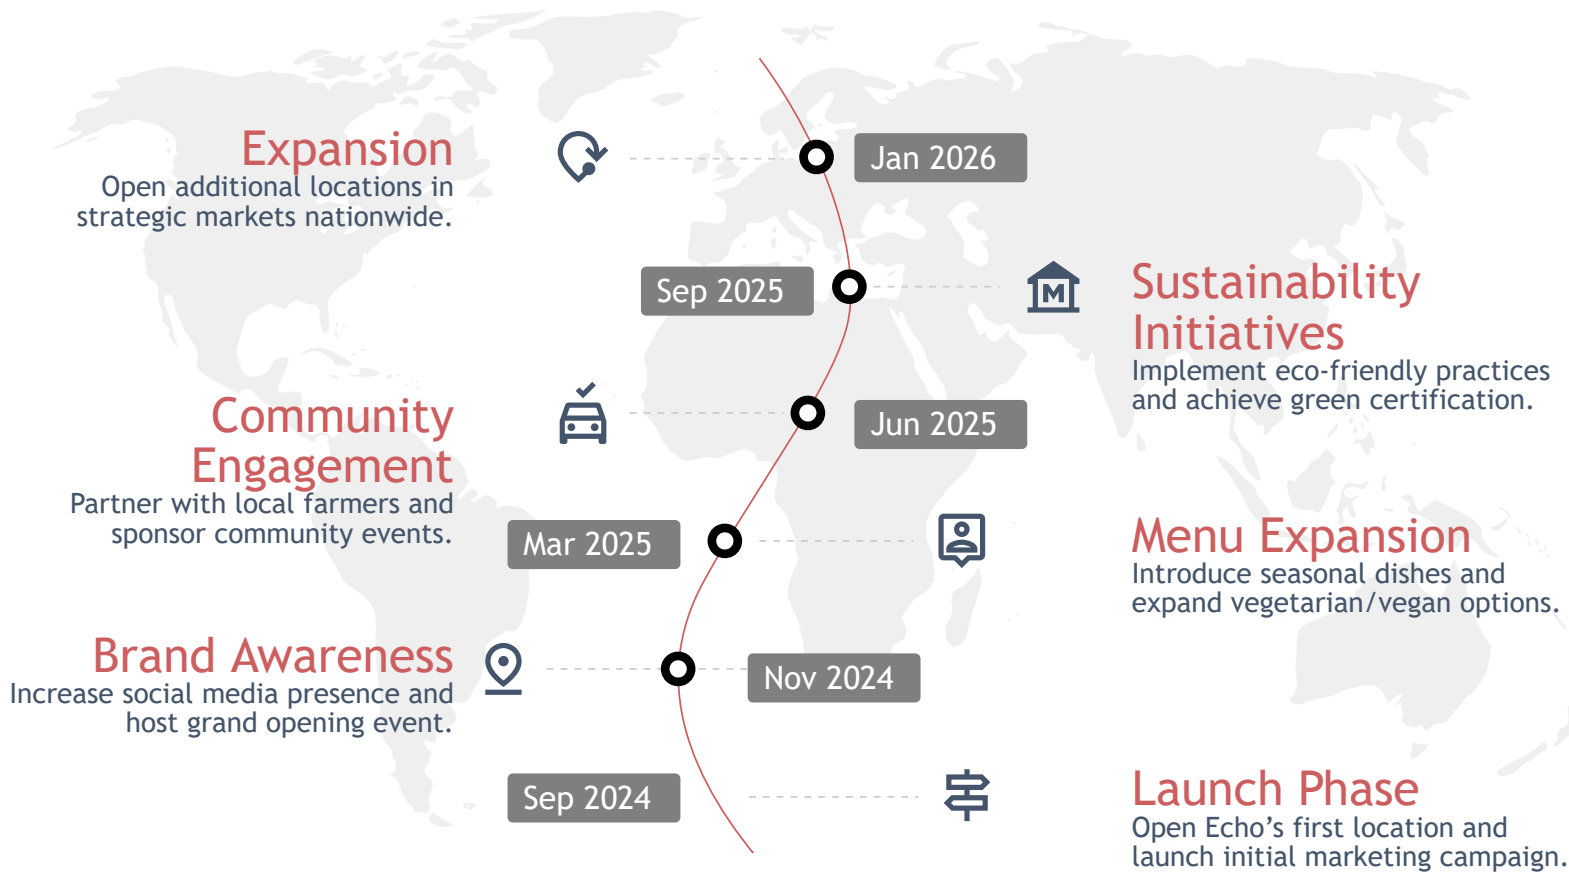 Expansion
Open additional locations in
strategic markets nationwide.
Jan 2026
Sep 2025
Sustainability
Initiatives
Implement eco-friendly practices
and achieve green certification.
Community
Engagement
Partner with local farmers and
sponsor community events.
Jun 2025
Mar 2025
Menu Expansion
Introduce seasonal dishes and
expand vegetarian/vegan options.
Brand Awareness
Increase social media presence and
host grand opening event.
Nov 2024
Sep 2024
Launch Phase
Open Echo’s first location and
launch initial marketing campaign.
M